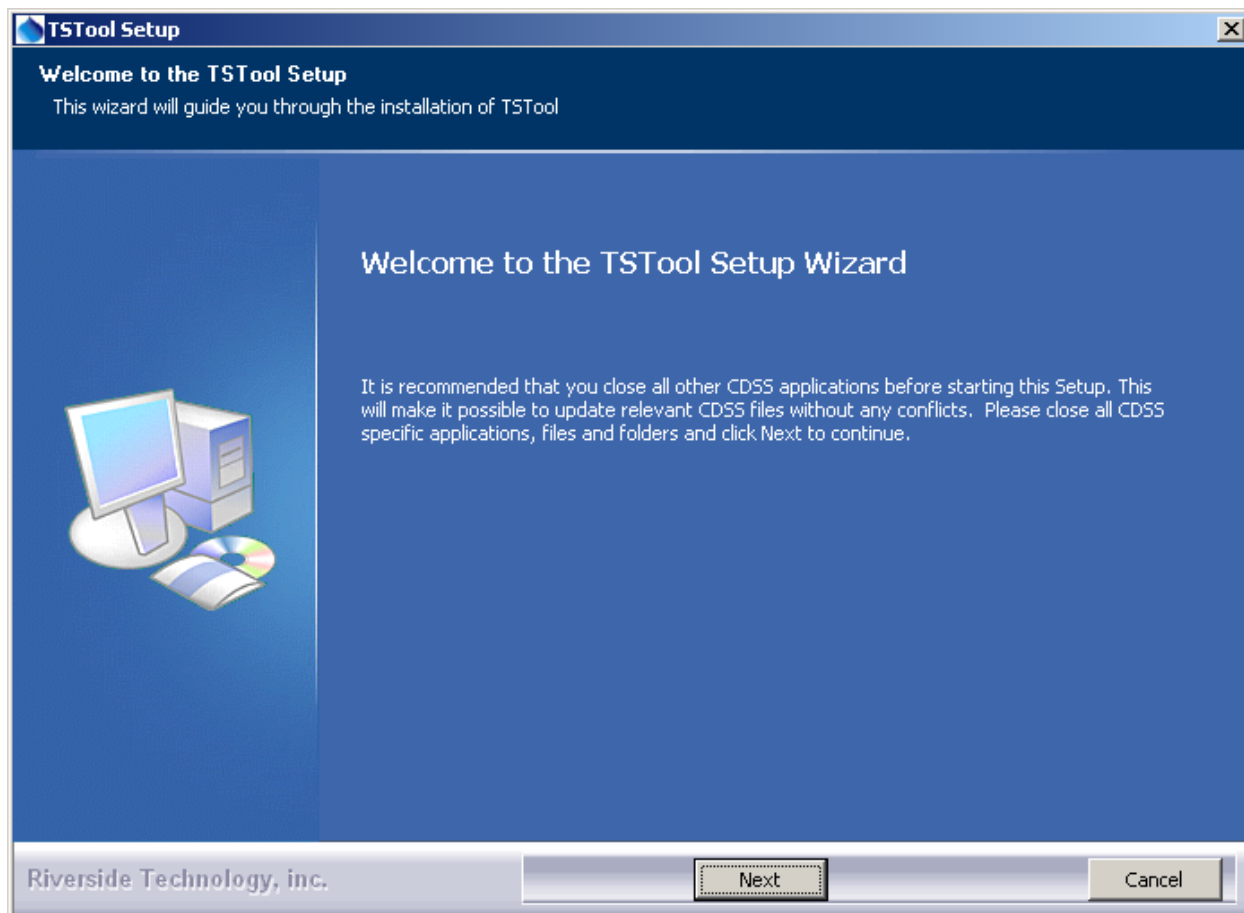 TSTool Setup
Welcome to the TSTool Setup
This wizard will guide you through the installation of TSTool
Welcome to the TSTool Setup Wizard
It is recommended that you close all other CDSS applications before starting this Setup. This
will make it possible to update relevant CDSS files without any conflicts.  Please close all CDSS
specific applications, files and folders and click Next to continue.
Riverside Technology, inc.
Next
Cancel